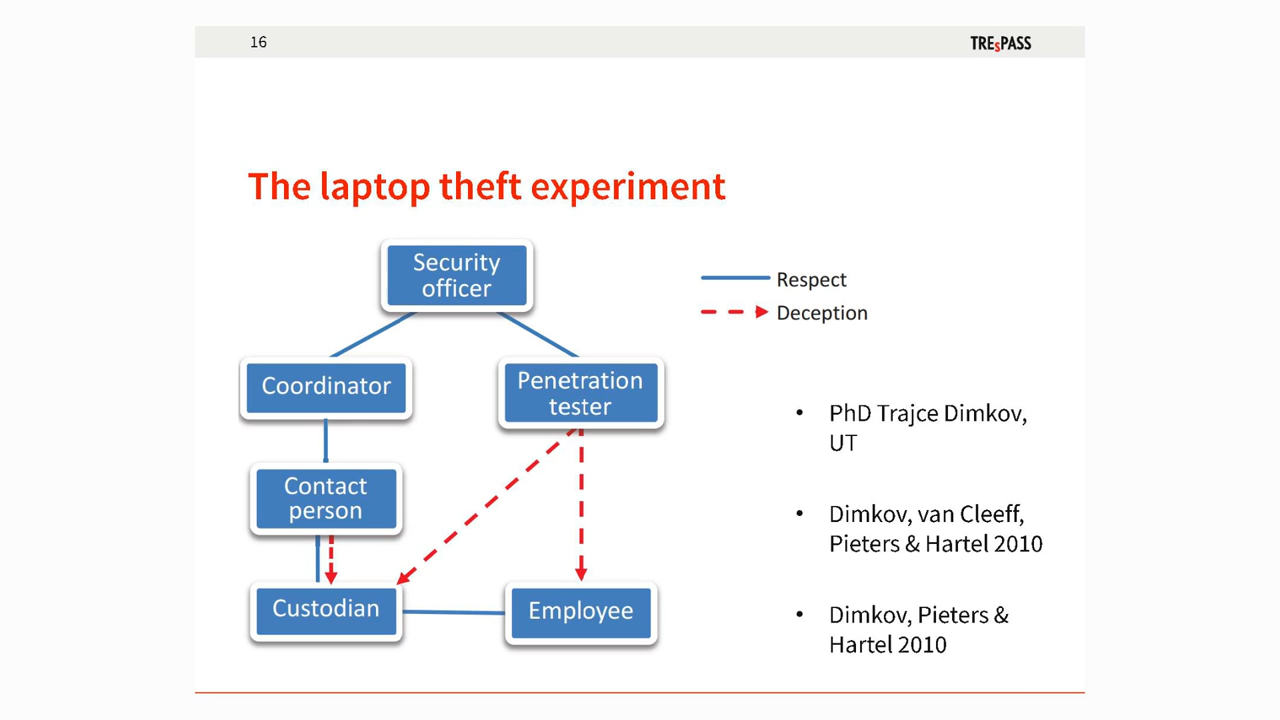 16
TREsPASS
The laptop theft experiment
Security
officer
Respect
Deception
Coordinator
Penetration
tester
Contact
person
Custodian
Employee
• PhD Trajce Dimkov,
UT
• Dimkov, van Cleeff,
Pieters & Hartel 2010
• Dimkov, Pieters &
Hartel 2010